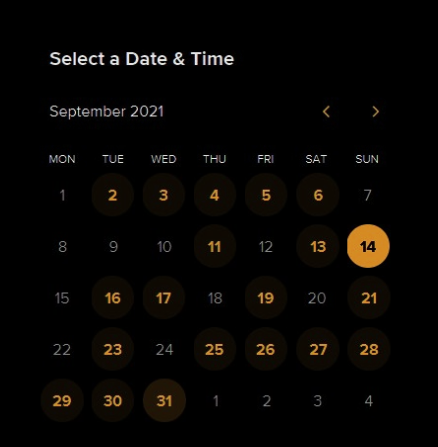 Select a Date & Time
September 2021
MON TUE WED THU FRI SAT SUN
1 2 3 4 5 6 7
8 9 10 11 12 13 14
15 16 17 18 19 20 21
22 23 24 25 26 27 28
29 30 31 1 2 3 4